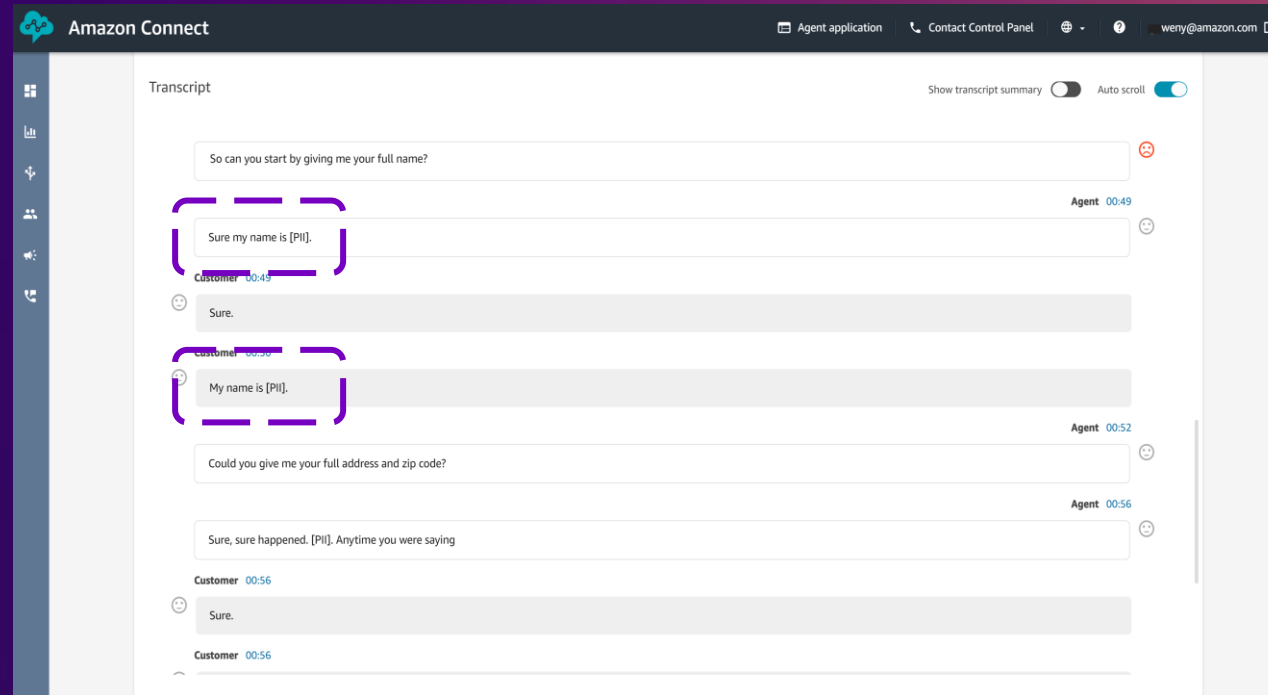 Amazon Connect
Agent application
Contact Control Panel
weny@amazon.com
Transcript
Show transcript summary
Auto scroll
So can you start by giving me your full name?
Agent 00:49
Sure my name is [PII].
Customer 00:49
Sure.
Customer 00:50
My name is [PII].
Agent 00:52
Could you give me your full address and zip code?
Agent 00:56
Sure, sure happened. [PII]. Anytime you were saying
Customer 00:56
Sure.
Customer 00:56